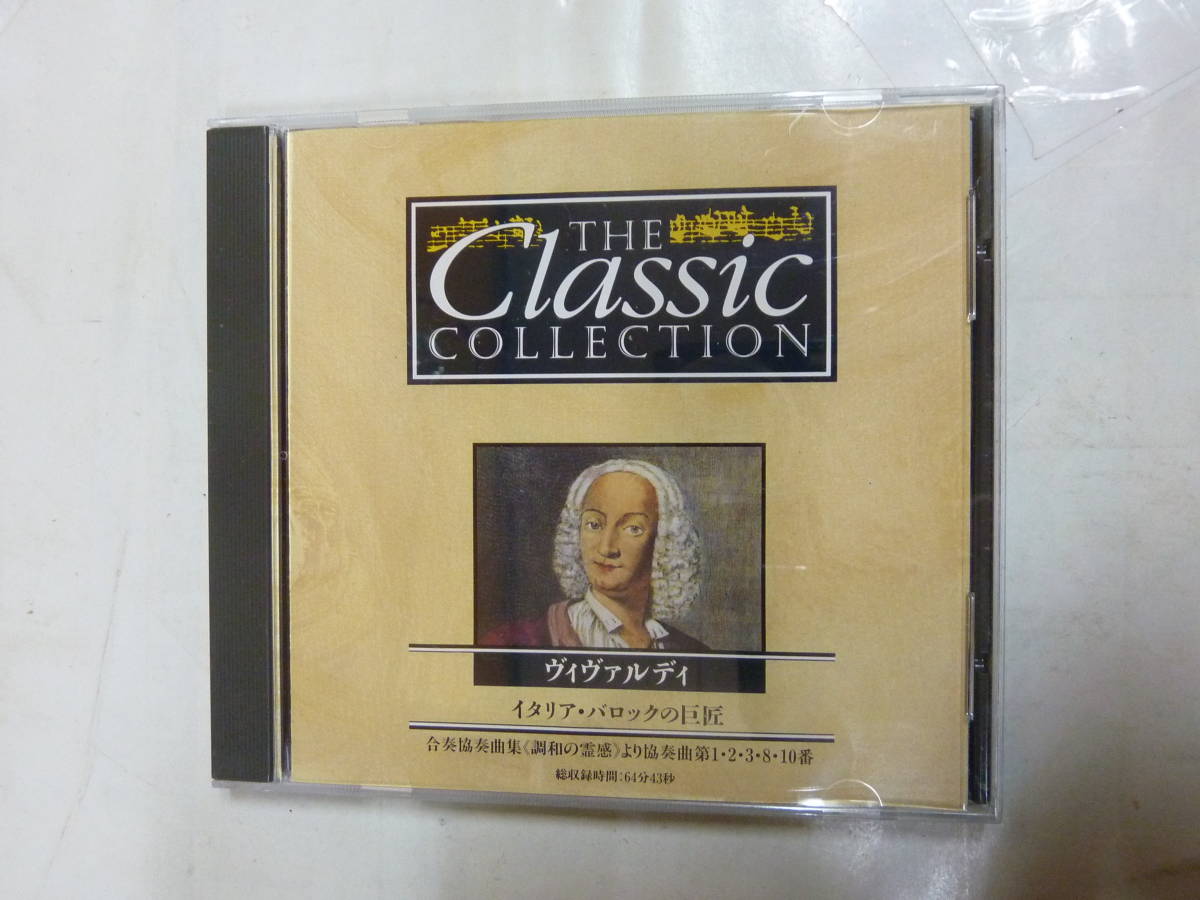 THE
Classic
COLLECTION
ヴィヴァルディ
イタリア・バロックの巨匠
合奏協奏曲集《調和の霊感》より協奏曲第1・2・3・8・10番
総収録時間:64分43秒